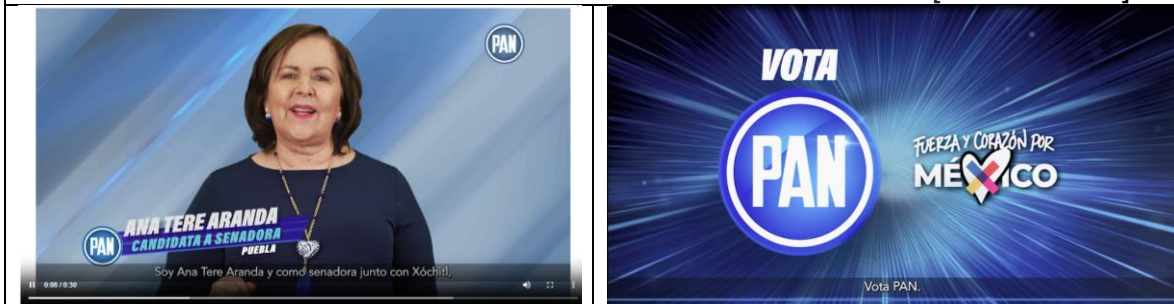 PAN
ANA TERE ARANDA
PAN
CANDIDATA A SENADORA
PUEBLA
Soy Ana Tere Aranda y como senadora junto con Xóchitl,
0:08 / 0:30
VOTA
PAN
FUERZA Y CORAZÓN POR
MÉXICO
Vota PAN.